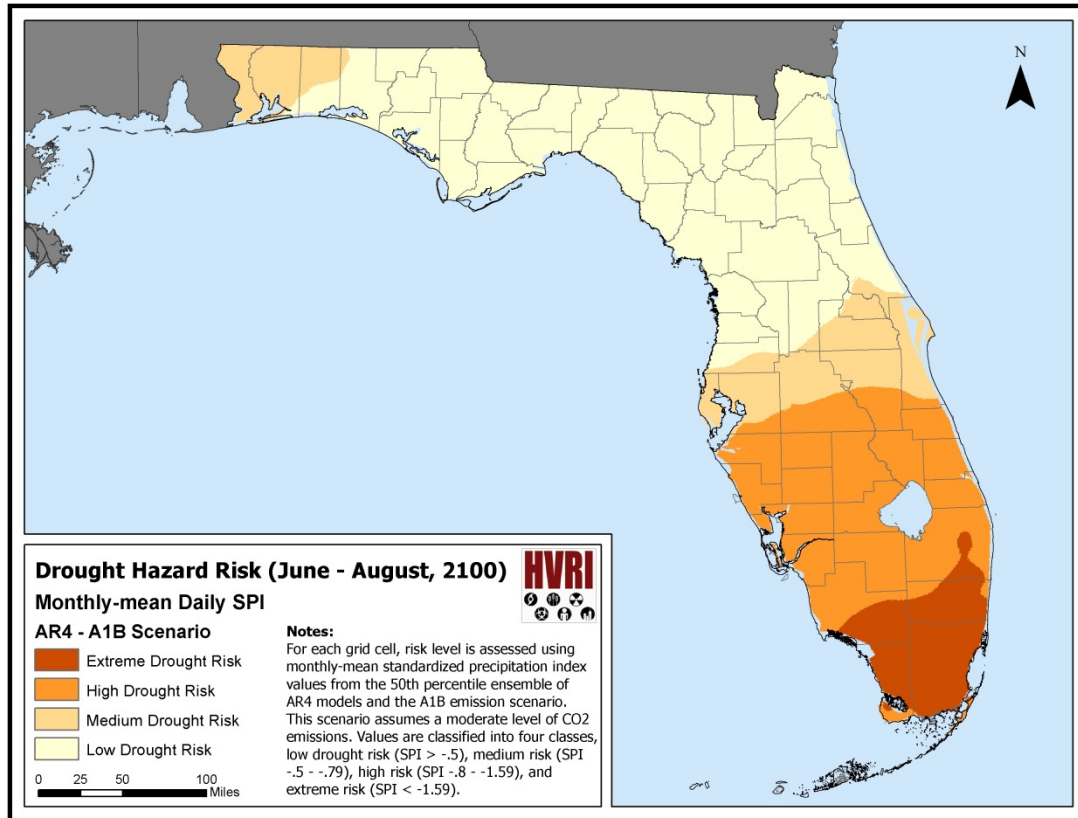 N
Drought Hazard Risk (June - August, 2100)
Monthly-mean Daily SPI
AR4 - A1B Scenario
Extreme Drought Risk
High Drought Risk
Medium Drought Risk
Low Drought Risk
0 25 50 100
Miles
HVRI
Notes:
For each grid cell, risk level is assessed using
monthly-mean standardized precipitation index
values from the 50th percentile ensemble of
AR4 models and the A1B emission scenario.
This scenario assumes a moderate level of CO2
emissions. Values are classified into four classes,
low drought risk (SPI > -.5), medium risk (SPI
-.5 - -.79), high risk (SPI -.8 - -1.59), and
extreme risk (SPI < -1.59).